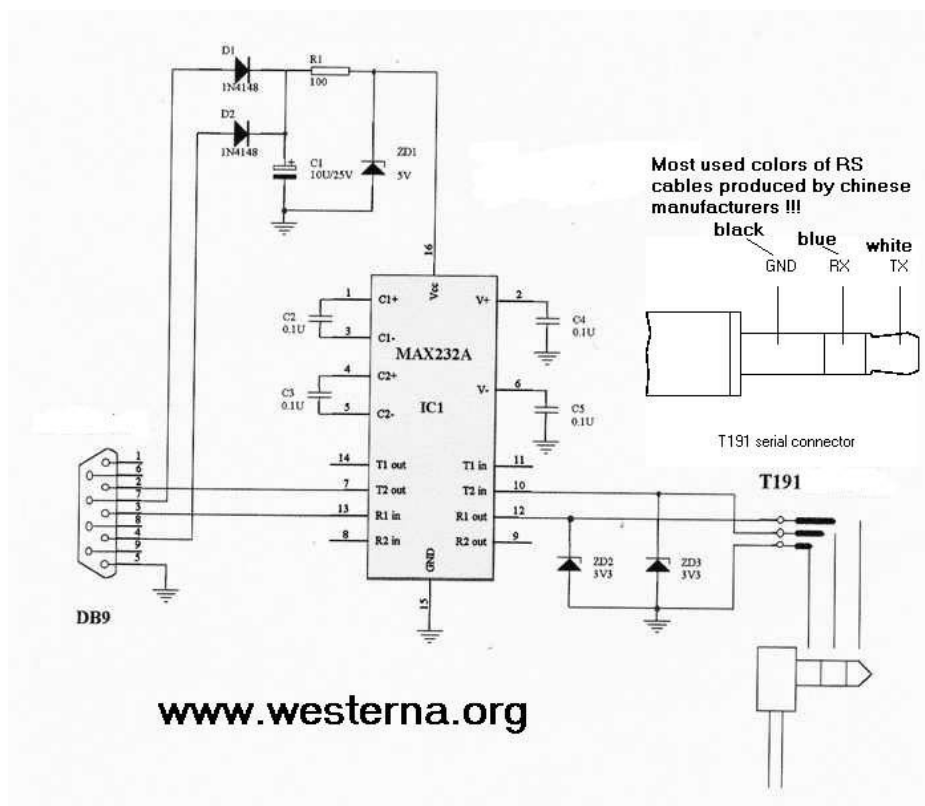 D1
1N4148
R1
100
D2
1N4148
C1
+
10U/25V
ZD1
5V
Most used colors of RS
cables produced by chinese
manufacturers !!!
black
blue
white
GND
RX
TX
T191 serial connector
16
Vcc
1
C1+
V+
2
C2
0.1U
C4
0.1U
3
C1-
MAX232A
4
C2+
C3
0.1U
V-
6
IC1
5
C2-
C5
0.1U
14
T1 out
T1 in
11
7
T2 out
T2 in
10
13
R1 in
R1 out
12
8
R2 in
R2 out
9
GND
15
1
6
2
7
3
8
4
9
5
DB9
T191
ZD2
3V3
ZD3
3V3
www.westerna.org